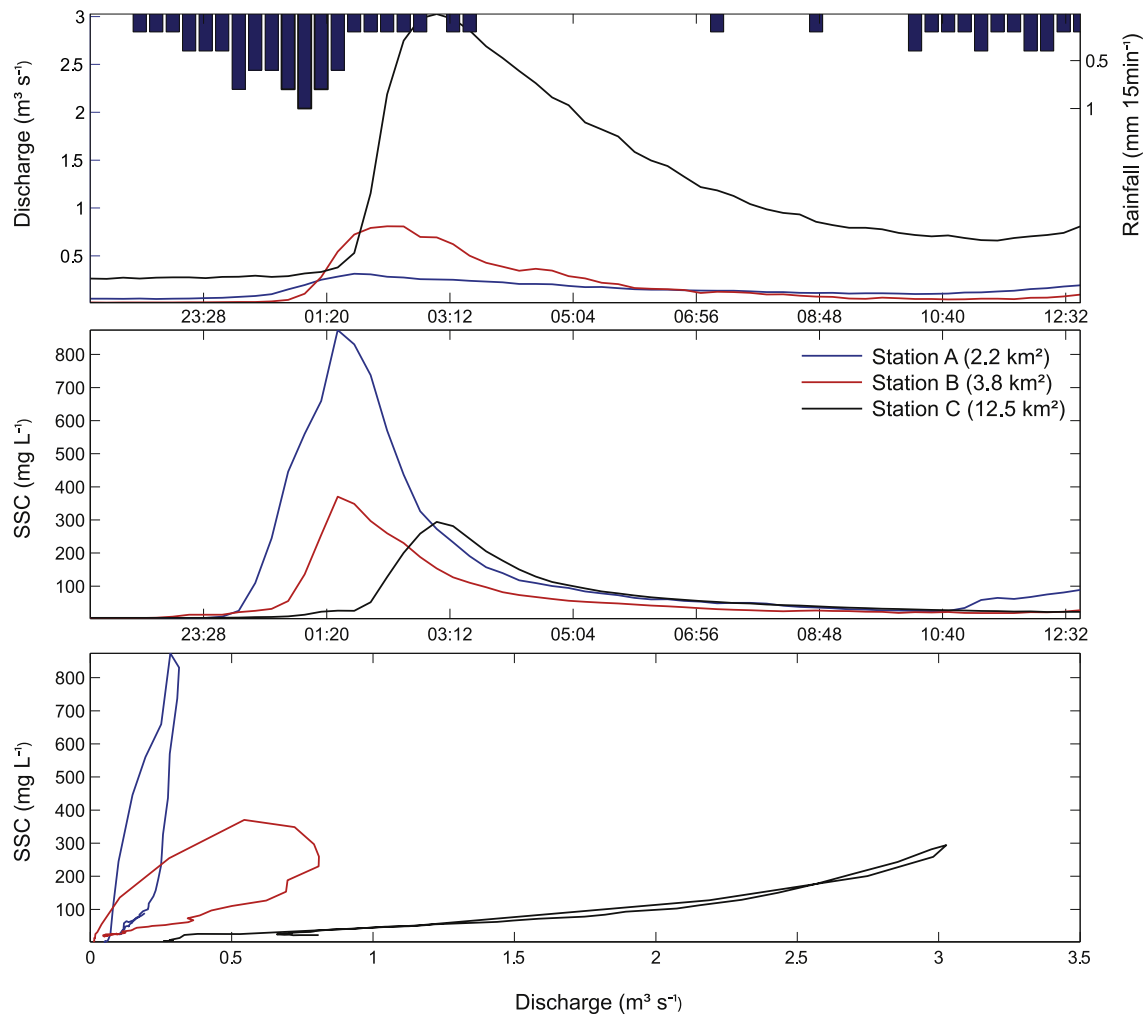 3
2.5
2
1.5
1
0.5
Discharge (m³ s⁻¹)
0.5
1
Rainfall (mm 15min⁻¹)
23:28 01:20 03:12 05:04 06:56 08:48 10:40 12:32
800
700
600
500
400
300
200
100
SSC (mg L⁻¹)
Station A (2.2 km²)
Station B (3.8 km²)
Station C (12.5 km²)
23:28 01:20 03:12 05:04 06:56 08:48 10:40 12:32
800
700
600
500
400
300
200
100
SSC (mg L⁻¹)
0 0.5 1 1.5 2 2.5 3 3.5
Discharge (m³ s⁻¹)